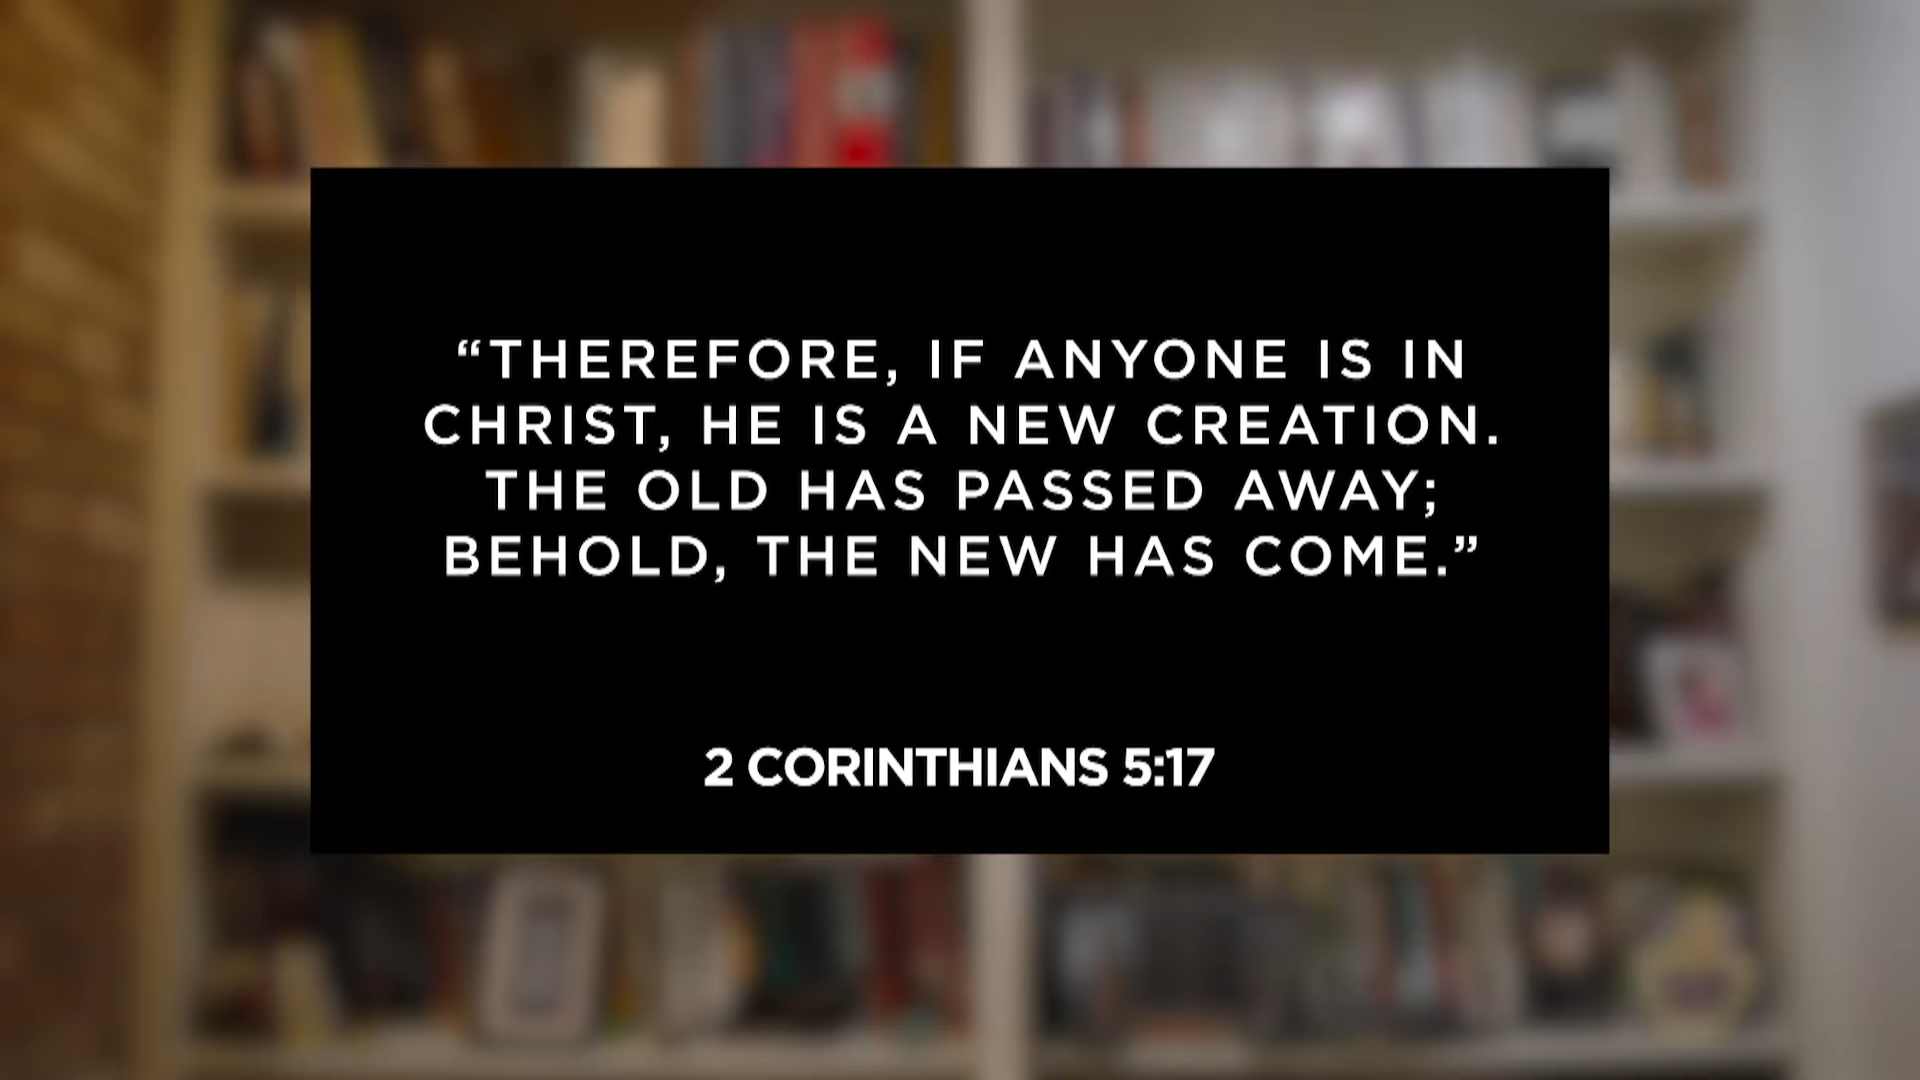 “THEREFORE, IF ANYONE IS IN
CHRIST, HE IS A NEW CREATION.
THE OLD HAS PASSED AWAY;
BEHOLD, THE NEW HAS COME.”
2 CORINTHIANS 5:17